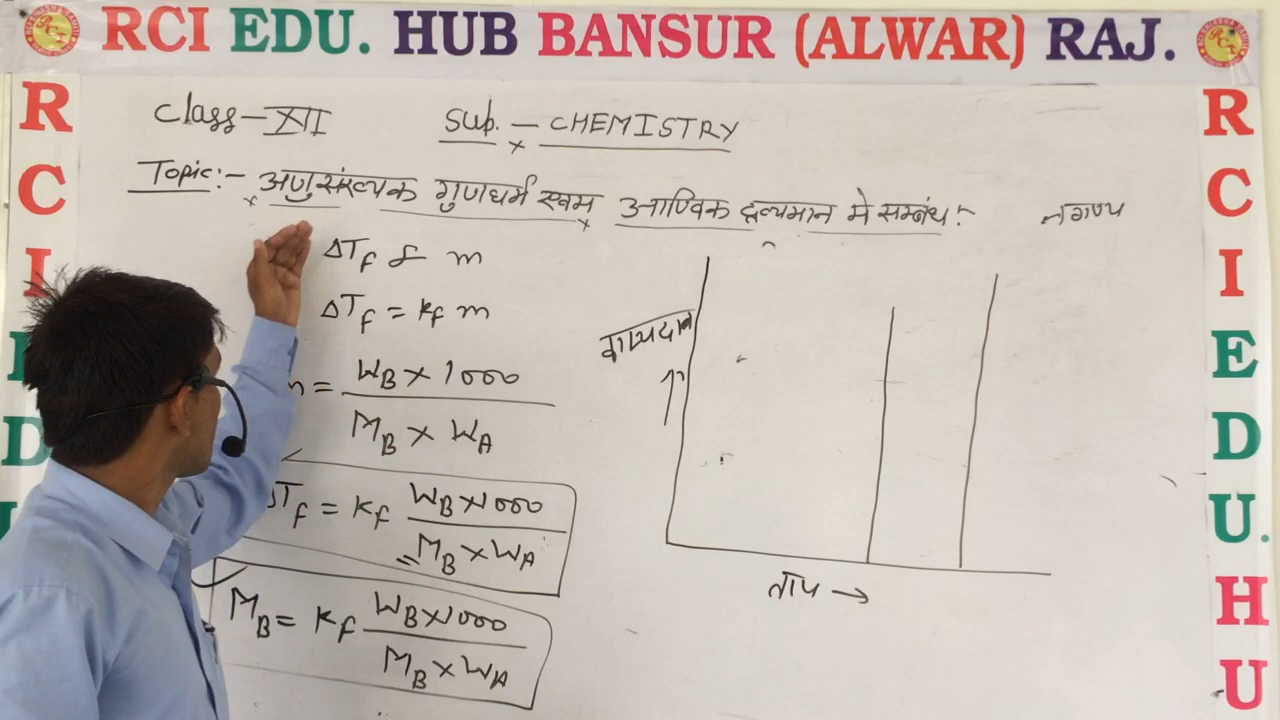 RCI EDU. HUB BANSUR (ALWAR) RAJ.
R C I E D U
R C I E D U. H U
Class - XII Sub. - CHEMISTRY
Topic:- अणुसंख्यक गुणधर्म एवम आण्विक द्रव्यमान मे सम्बंध :- नगण्य
ΔTf ∝ m
ΔTf = kf m
m = WB × 1000 / MB × WA
ΔTf = kf WB × 1000 / MB × WA
MB = kf WB × 1000 / MB × WA
वाष्पदाब ↑
ताप →